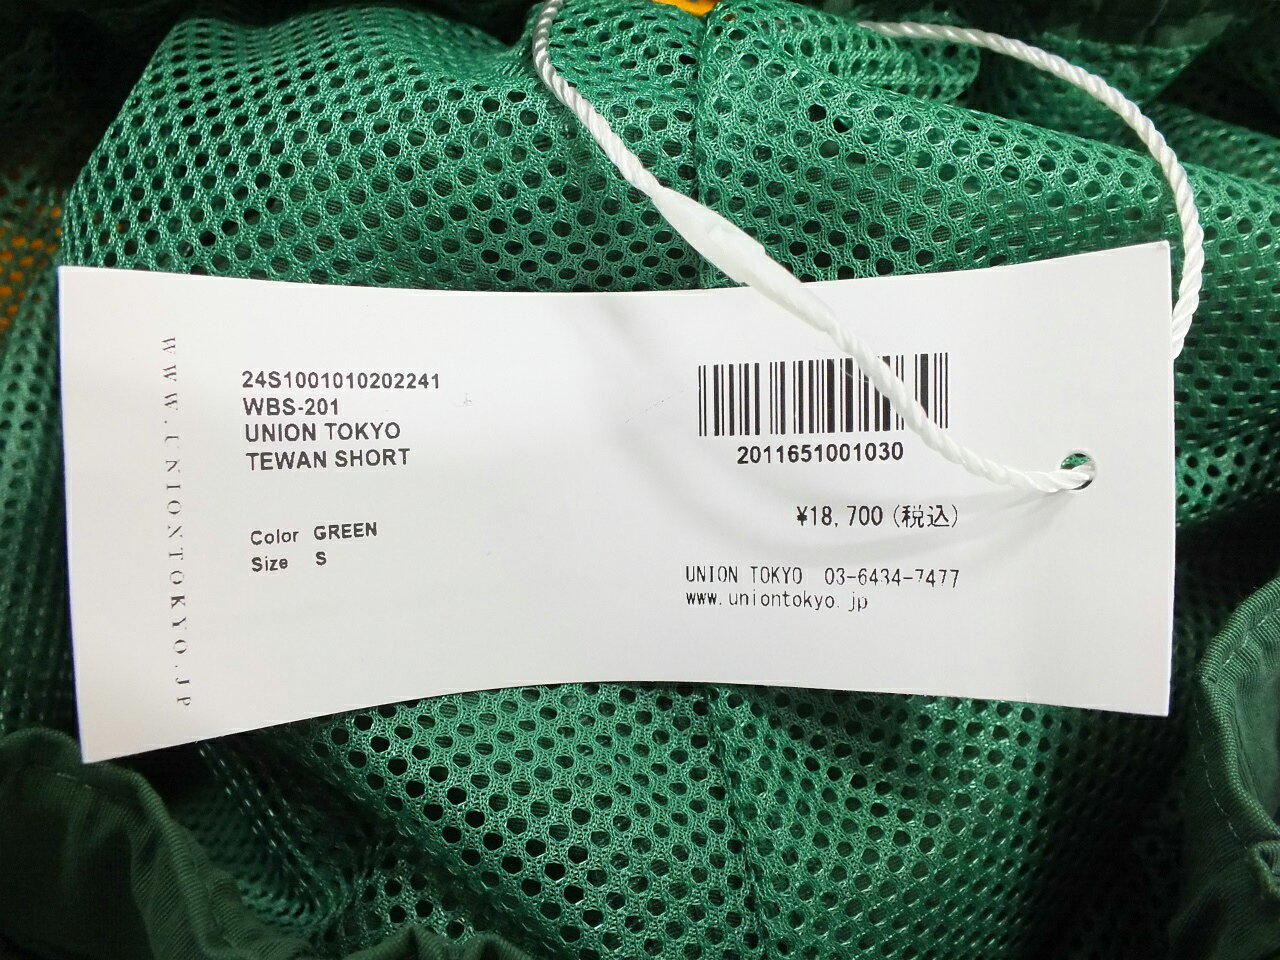 WWW.UNIONTOKYO.JP
24S1001010202241
WBS-201
UNION TOKYO
TEWAN SHORT
Color GREEN
Size S
2011651001030
¥18,700 (税込)
UNION TOKYO 03-6434-7477
www.uniontokyo.jp